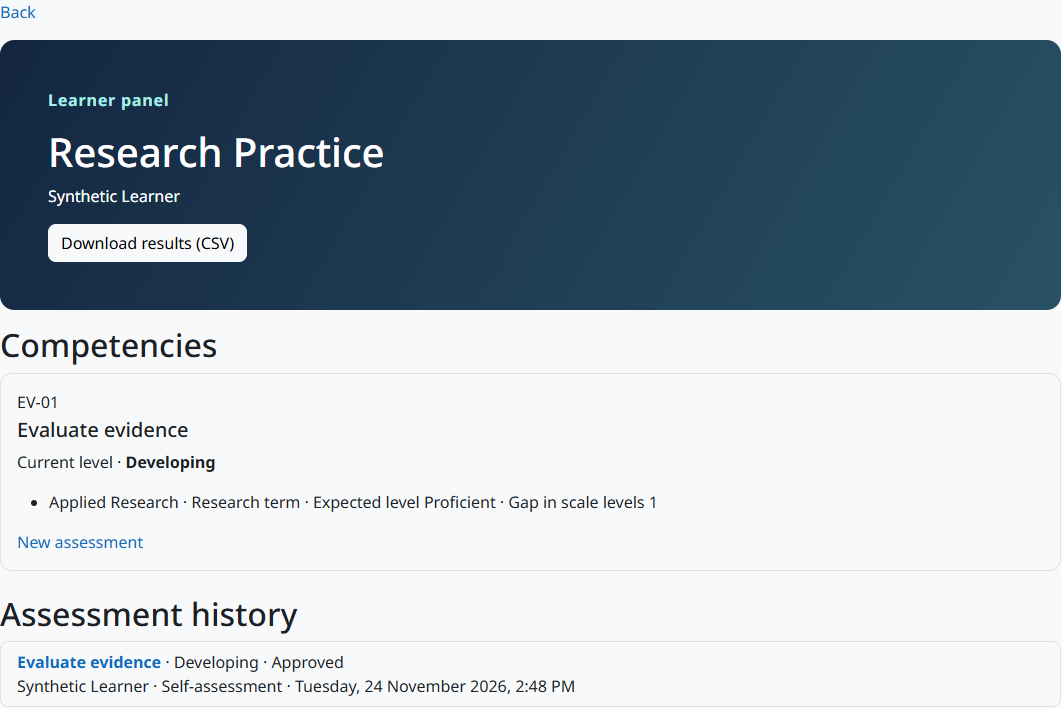 Back
Learner panel
Research Practice
Synthetic Learner
Download results (CSV)
Competencies
EV-01
Evaluate evidence
Current level · Developing
• Applied Research · Research term · Expected level Proficient · Gap in scale levels 1
New assessment
Assessment history
Evaluate evidence · Developing · Approved
Synthetic Learner · Self-assessment · Tuesday, 24 November 2026, 2:48 PM